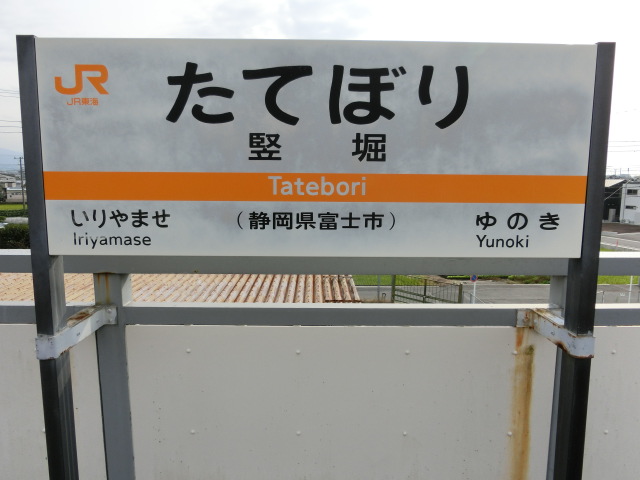 JR
JR東海
たてぼり
竪 堀
Tatebori
いりやませ
Iriyamase
（静岡県富士市）
ゆのき
Yunoki